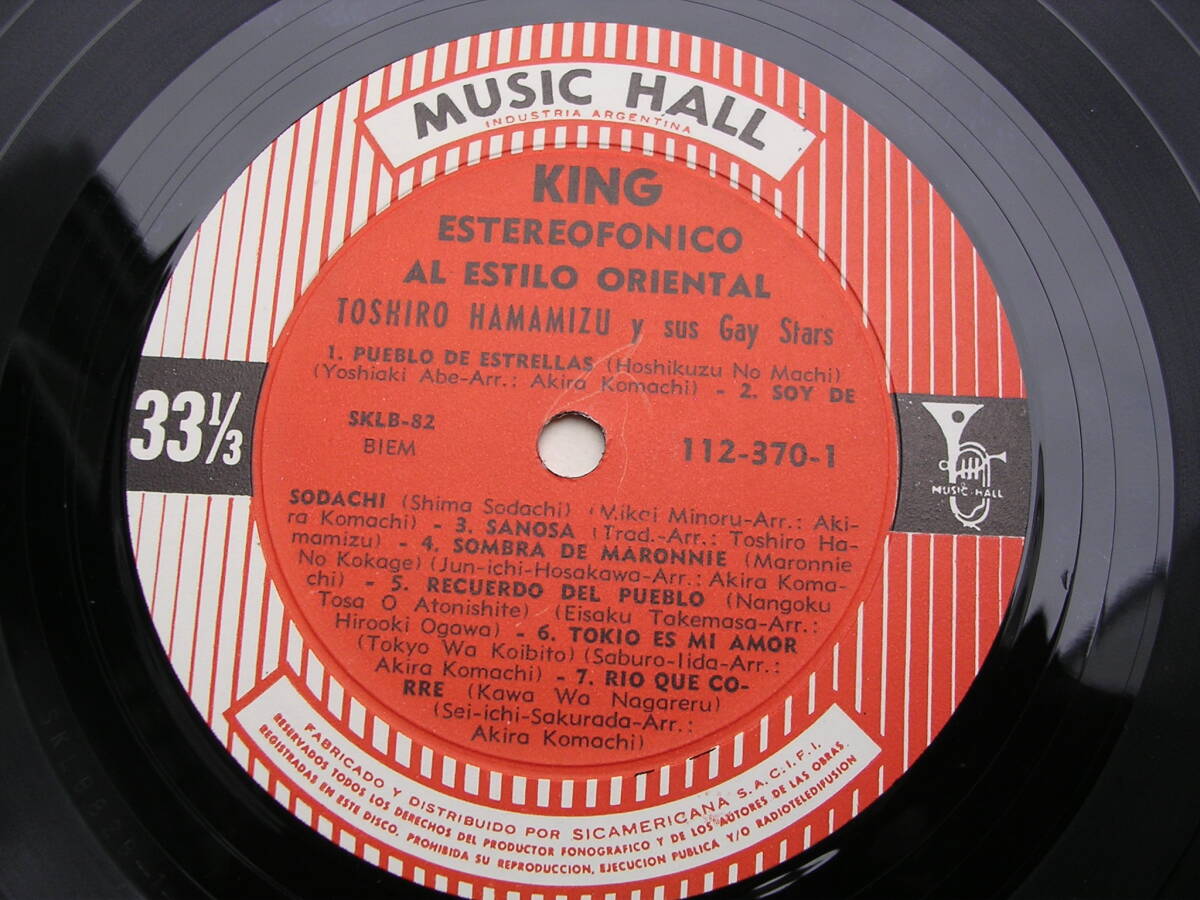 MUSIC HALL
INDUSTRIA ARGENTINA
KING
ESTEREOFONICO
AL ESTILO ORIENTAL
TOSHIRO HAMAMIZU y sus Gay Stars
1. PUEBLO DE ESTRELLAS (Hoshikuzu No Machi)
(Yoshiaki Abe-Arr.: Akira Komachi) - 2. SOY DE
33⅓
SKLB-82
BIEM
112-370-1
MUSIC-HALL
SODACHI (Shima Sodachi) (Mikai Minoru-Arr.: Aki-
ra Komachi) - 3. SANOSA (Trad.-Arr.: Toshiro Ha-
mamizu) - 4. SOMBRA DE MARONNIE (Maronnie
No Kokage) (Jun-ichi-Hosakawa-Arr.: Akira Koma-
chi) - 5. RECUERDO DEL PUEBLO (Nangoku
Tosa O Atonishite) (Eisaku Takemasa-Arr.:
Hirooki Ogawa) - 6. TOKIO ES MI AMOR
(Tokyo Wa Koibito) (Saburo-Iida-Arr.:
Akira Komachi) - 7. RIO QUE CO-
RRE (Kawa Wa Nagareru)
(Sei-ichi-Sakurada-Arr.:
Akira Komachi)
FABRICADO Y DISTRIBUIDO POR SICAMERICANA S.A.C.I.F.I.
RESERVADOS TODOS LOS DERECHOS DEL PRODUCTOR FONOGRAFICO Y DE LOS AUTORES DE LAS OBRAS
REGISTRADAS EN ESTE DISCO. PROHIBIDA SU REPRODUCCION, EJECUCION PUBLICA Y/O RADIOTELEDIFUSION